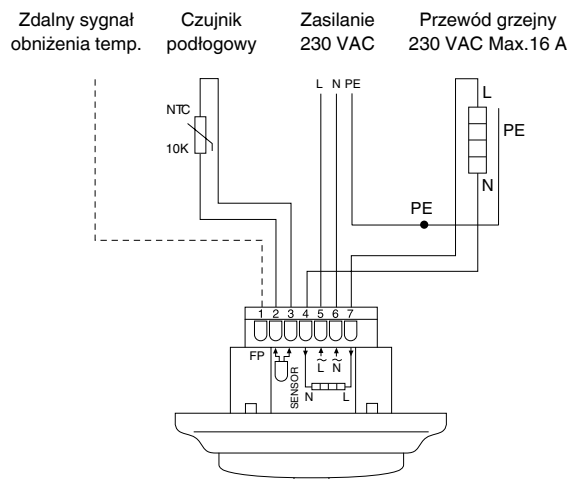 Zdalny sygnał
obniżenia temp.
Czujnik
podłogowy
Zasilanie
230 VAC
Przewód grzejny
230 VAC Max.16 A
L N PE
NTC
10K
L
PE
N
PE
1 2 3 4 5 6 7
FP
SENSOR
L N
N L